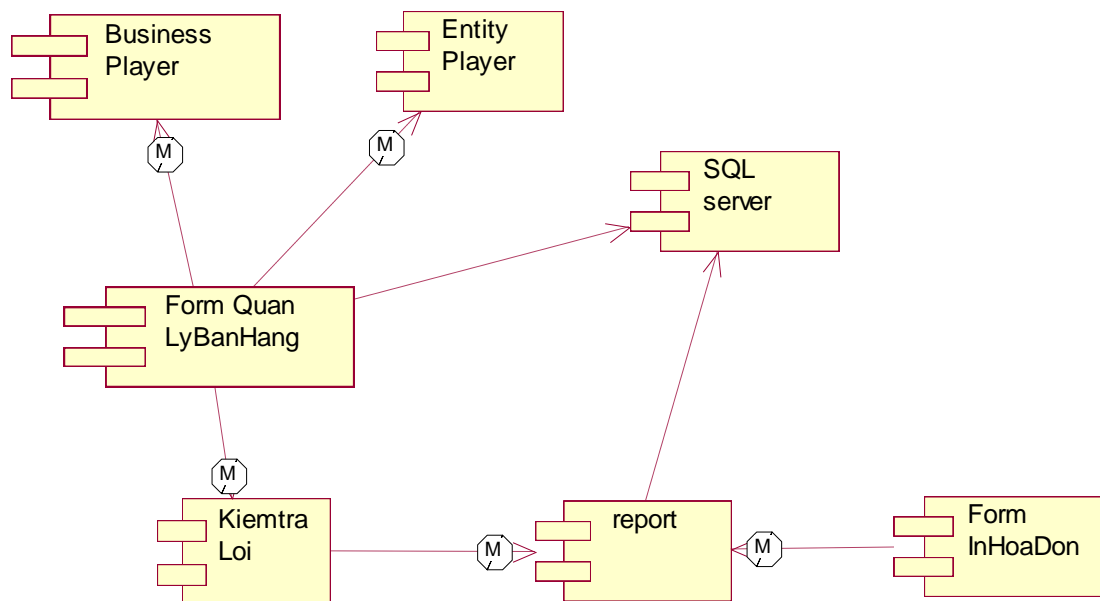 Business
Player
Entity
Player
M
M
SQL
server
Form Quan
LyBanHang
M
Kiemtra
Loi
M
report
M
Form
InHoaDon